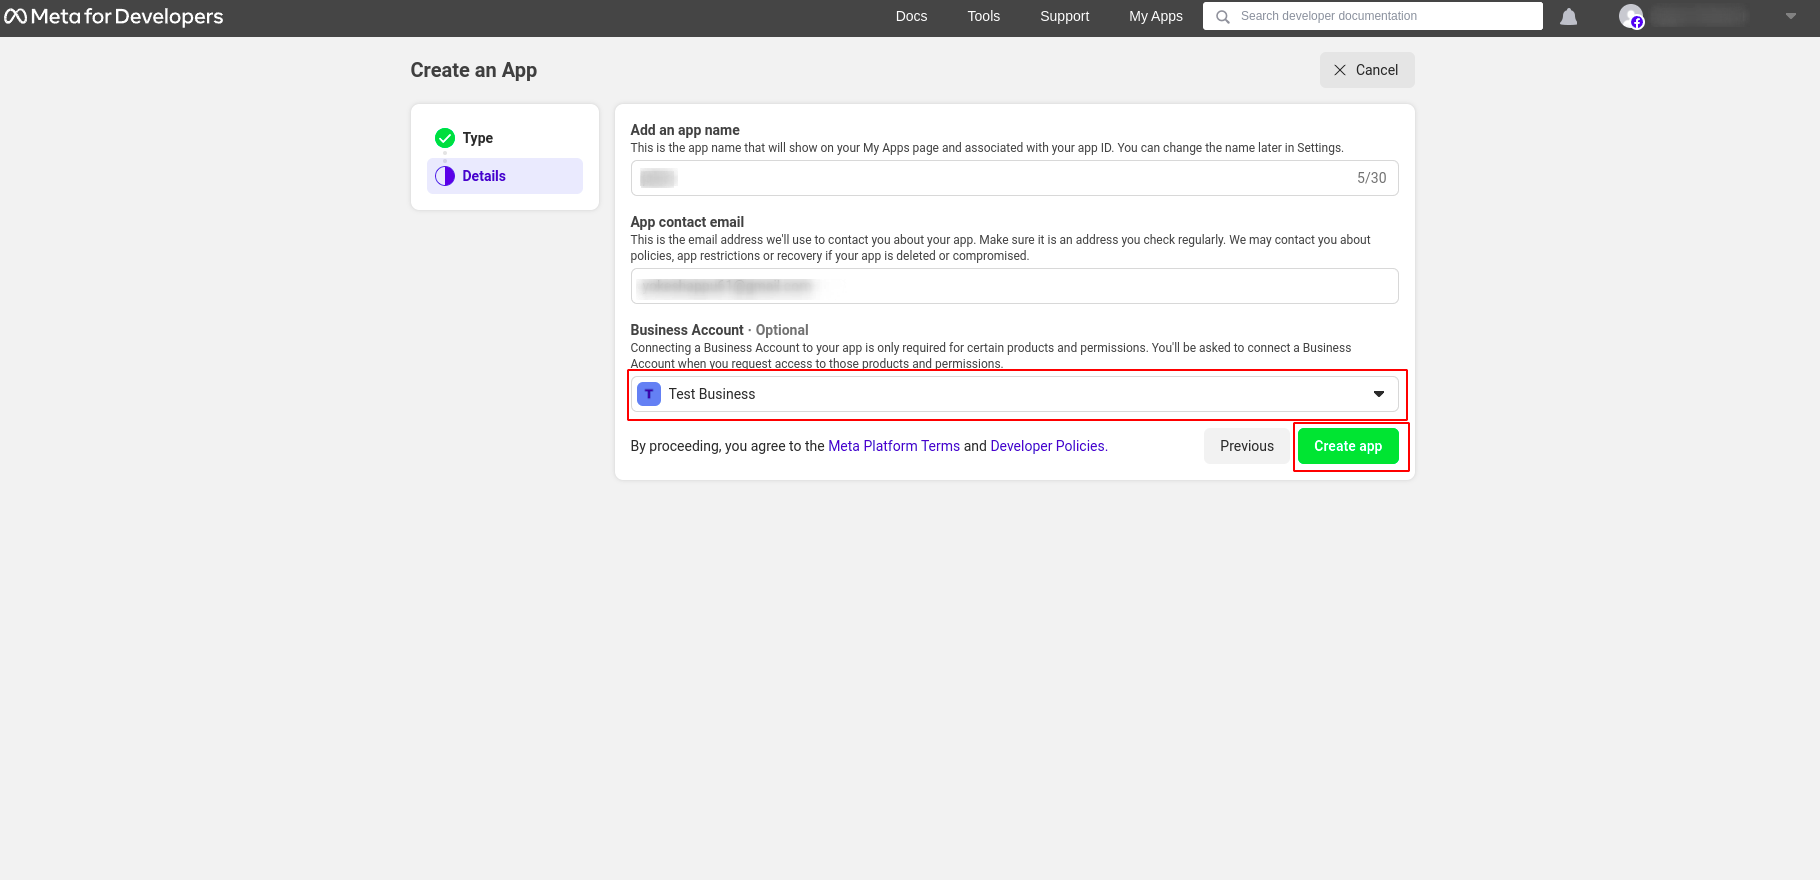 Meta for Developers
Docs
Tools
Support
My Apps
Search developer documentation
Create an App
Cancel
Type
Details
Add an app name
This is the app name that will show on your My Apps page and associated with your app ID. You can change the name later in Settings.
5/30
App contact email
This is the email address we'll use to contact you about your app. Make sure it is an address you check regularly. We may contact you about
policies, app restrictions or recovery if your app is deleted or compromised.
Business Account · Optional
Connecting a Business Account to your app is only required for certain products and permissions. You'll be asked to connect a Business
Account when you request access to those products and permissions.
T
Test Business
By proceeding, you agree to the Meta Platform Terms and Developer Policies.
Previous
Create app